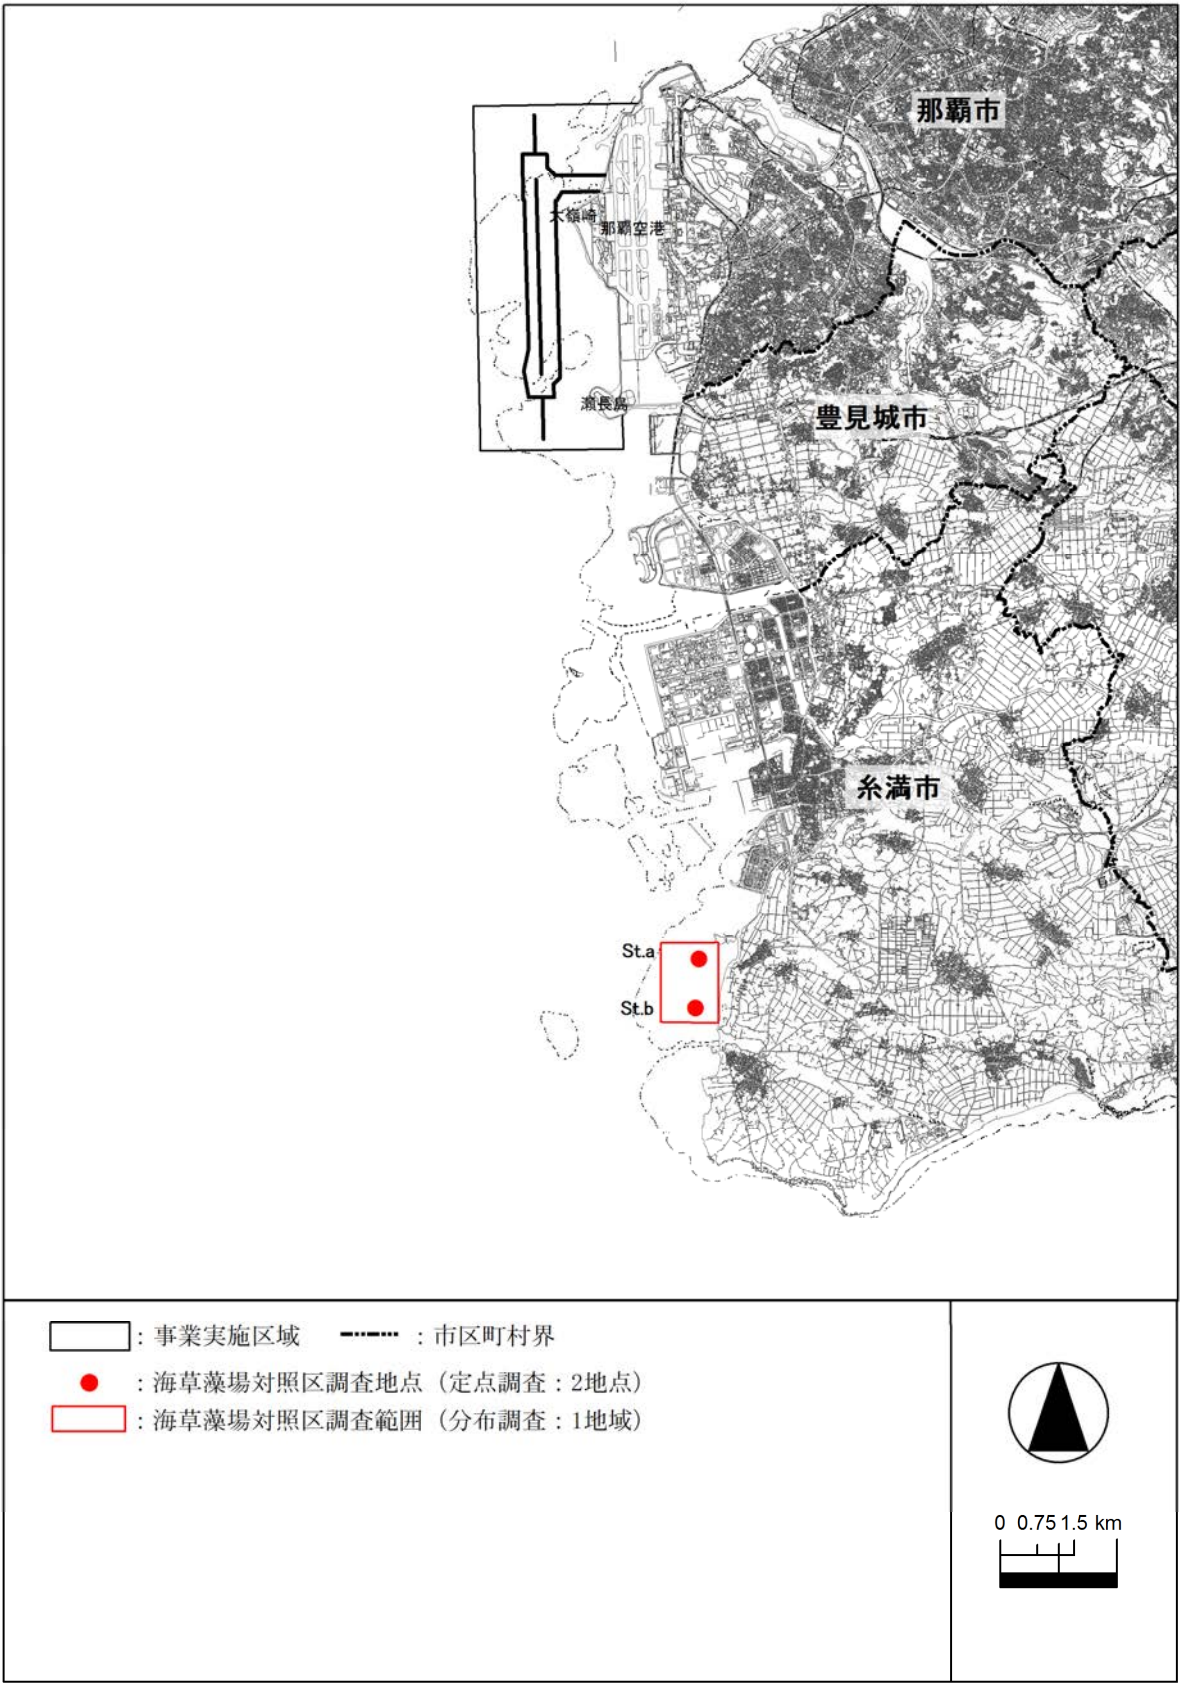 那覇市
大嶺崎
那覇空港
瀬長島
豊見城市
糸満市
St.a
St.b
：事業実施区域 ：市区町村界
：海草藻場対照区調査地点（定点調査：2地点）
：海草藻場対照区調査範囲（分布調査：1地域）
0 0.75 1.5 km